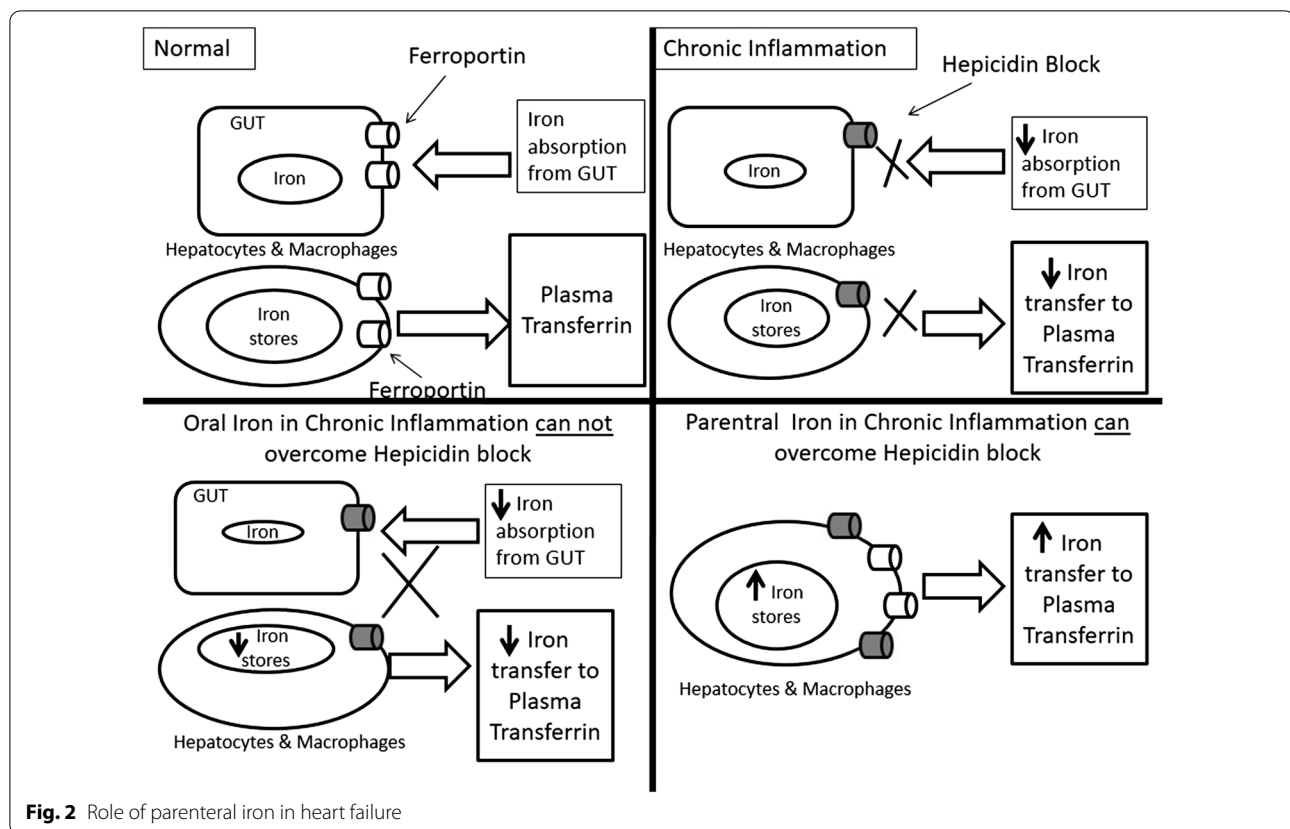 Normal
Ferroportin
GUT
Iron
Iron
absorption
from GUT
Hepatocytes & Macrophages
Iron
stores
Plasma
Transferrin
Ferroportin
Chronic Inflammation
Hepicidin Block
Iron
↓ Iron
absorption
from GUT
Hepatocytes & Macrophages
Iron
stores
↓ Iron
transfer to
Plasma
Transferrin
Oral Iron in Chronic Inflammation can not
overcome Hepicidin block
GUT
Iron
↓ Iron
absorption
from GUT
↓ Iron
stores
↓ Iron
transfer to
Plasma
Transferrin
Hepatocytes & Macrophages
Parentral Iron in Chronic Inflammation can
overcome Hepicidin block
↑ Iron
stores
↑ Iron
transfer to
Plasma
Transferrin
Hepatocytes & Macrophages
Fig. 2 Role of parenteral iron in heart failure